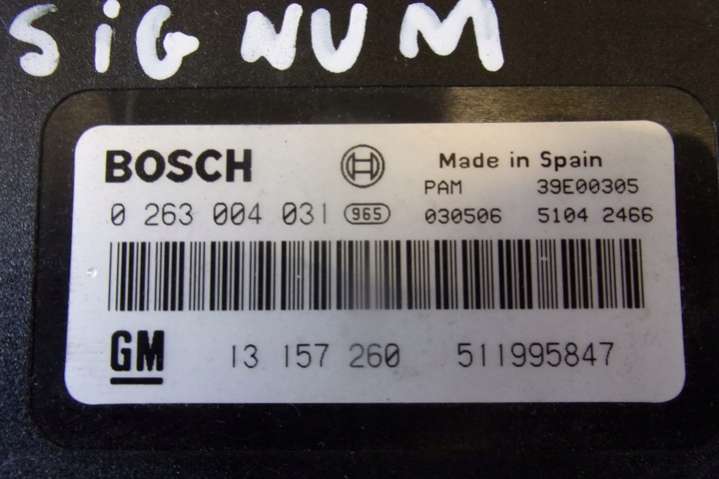 SiGNUM
BOSCH Made in Spain
PAM 39E00305
0 263 004 031 965 030506 5104 2466
GM 13 157 260 511995847